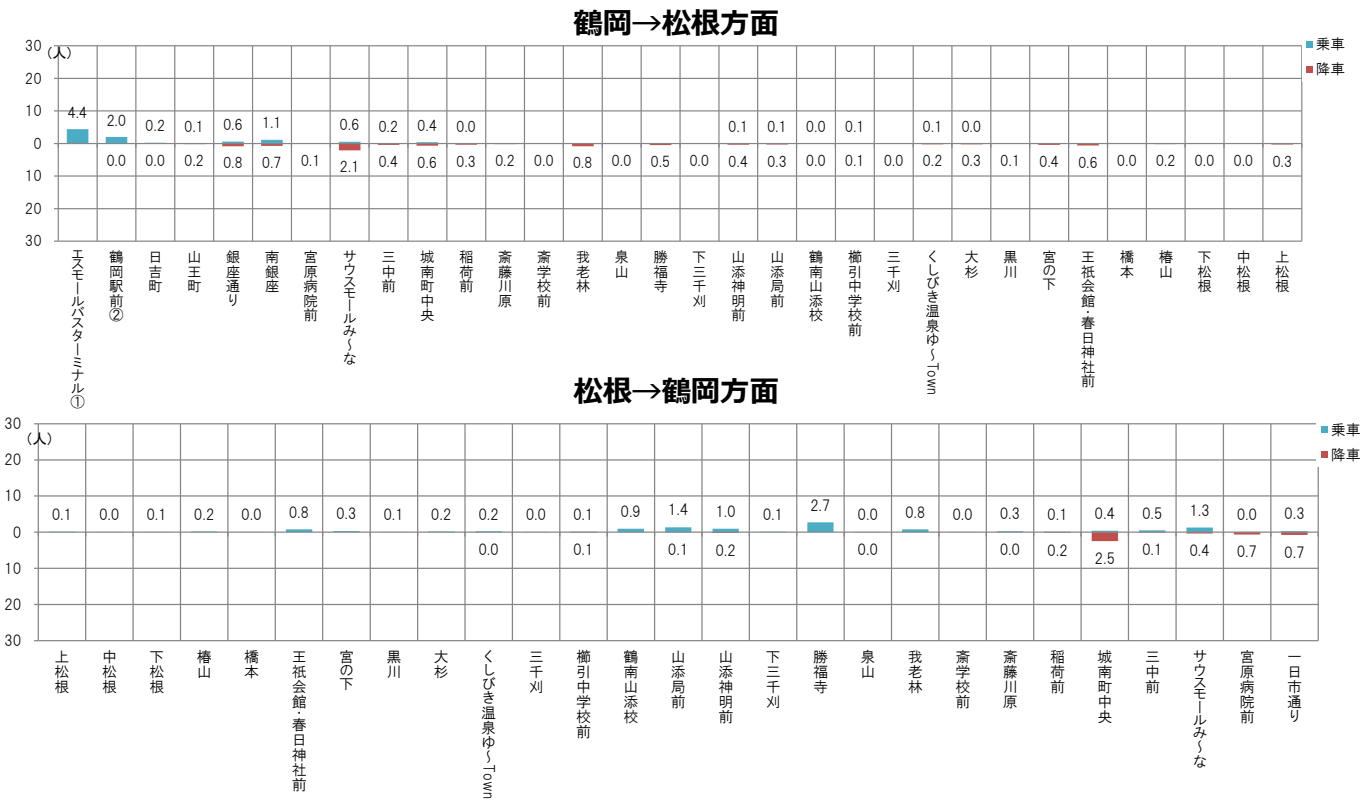 鶴岡→松根方面
30
(人)
20
10
0
10
20
30
乗車
降車
4.4 2.0 0.2 0.1 0.6 1.1 0.6 0.2 0.4 0.0 0.1 0.1 0.0 0.1 0.1 0.0
0.0 0.0 0.2 0.8 0.7 0.1 2.1 0.4 0.6 0.3 0.2 0.0 0.8 0.0 0.5 0.0 0.4 0.3 0.0 0.1 0.0 0.2 0.3 0.1 0.4 0.6 0.0 0.2 0.0 0.0 0.3
エスモールバスターミナル①
鶴岡駅前②
日吉町
山王町
銀座通り
南銀座
宮原病院前
サウスモールみ～な
三中前
城南町中央
稲荷前
斎藤川原
斎学校前
我老林
泉山
勝福寺
下三千刈
山添神明前
山添局前
鶴南山添校
櫛引中学校前
三千刈
くしびき温泉ゆ～Town
大杉
黒川
宮の下
王祇会館・春日神社前
橋本
椿山
下松根
中松根
上松根
松根→鶴岡方面
30
(人)
20
10
0
10
20
30
乗車
降車
0.1 0.0 0.1 0.2 0.0 0.8 0.3 0.1 0.2 0.2 0.0 0.1 0.9 1.4 1.0 0.1 2.7 0.0 0.8 0.0 0.3 0.1 0.4 0.5 1.3 0.0 0.3
0.0 0.1 0.1 0.2 0.0 0.0 0.2 2.5 0.1 0.4 0.7 0.7
上松根
中松根
下松根
椿山
橋本
王祇会館・春日神社前
宮の下
黒川
大杉
くしびき温泉ゆ～Town
三千刈
櫛引中学校前
鶴南山添校
山添局前
山添神明前
下三千刈
勝福寺
泉山
我老林
斎学校前
斎藤川原
稲荷前
城南町中央
三中前
サウスモールみ～な
宮原病院前
一日市通り